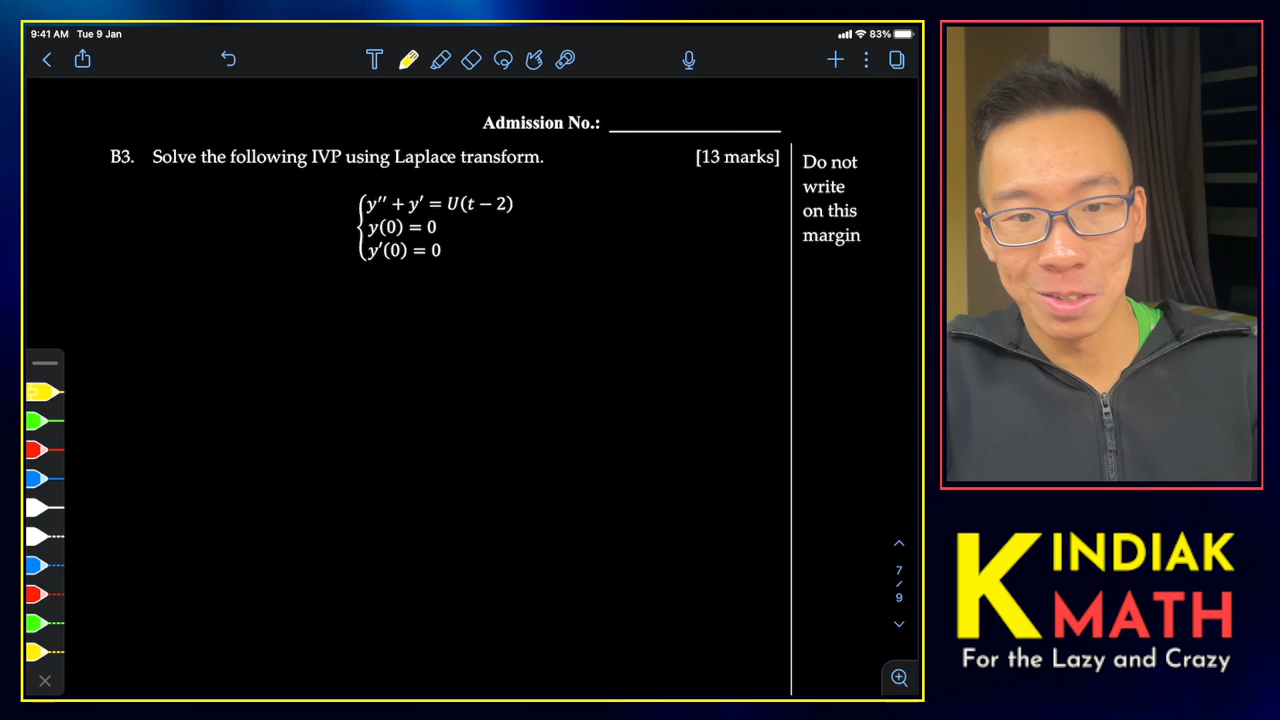 9:41 AM Tue 9 Jan
83%
T
Admission No.: ____________
B3. Solve the following IVP using Laplace transform. [13 marks]
y′′ + y′ = U(t − 2)
y(0) = 0
y′(0) = 0
Do not
write
on this
margin
7
/
9
KINDIAK
MATH
For the Lazy and Crazy